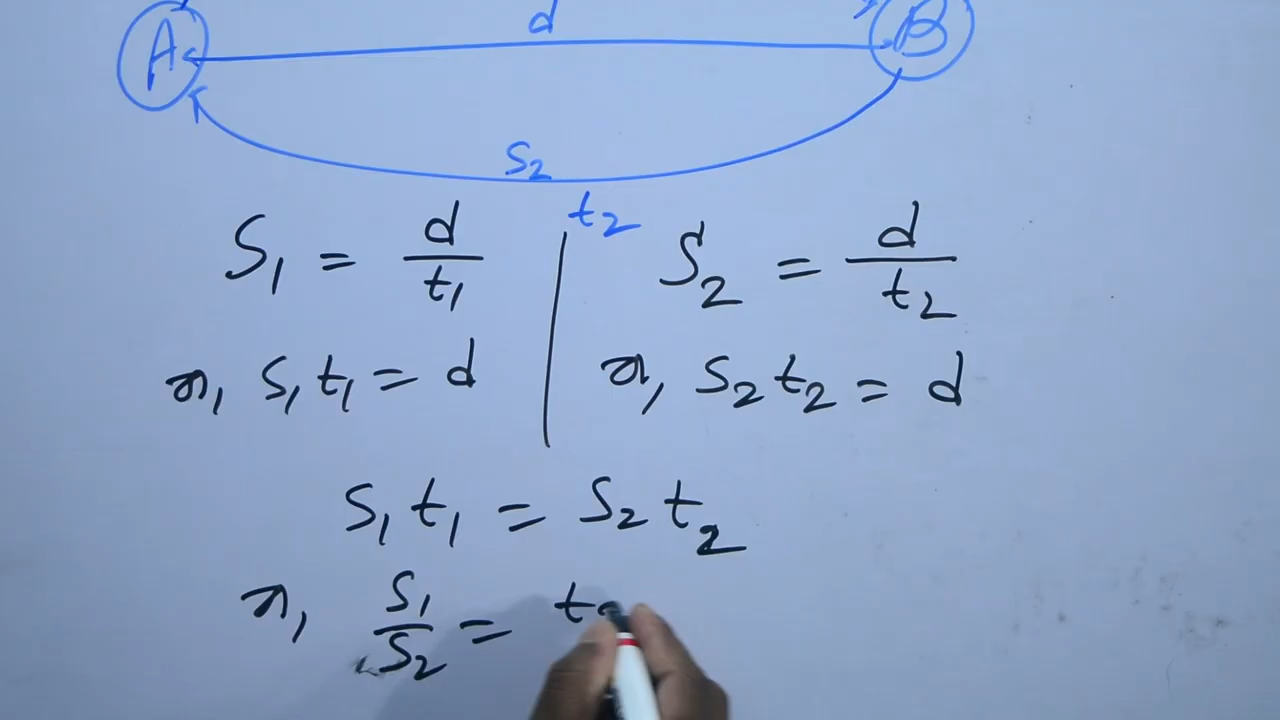 d
A B
S₂
t₂
S₁ = d/t₁ | S₂ = d/t₂
বা, S₁t₁ = d | বা, S₂t₂ = d
S₁t₁ = S₂t₂
বা, S₁/S₂ = t